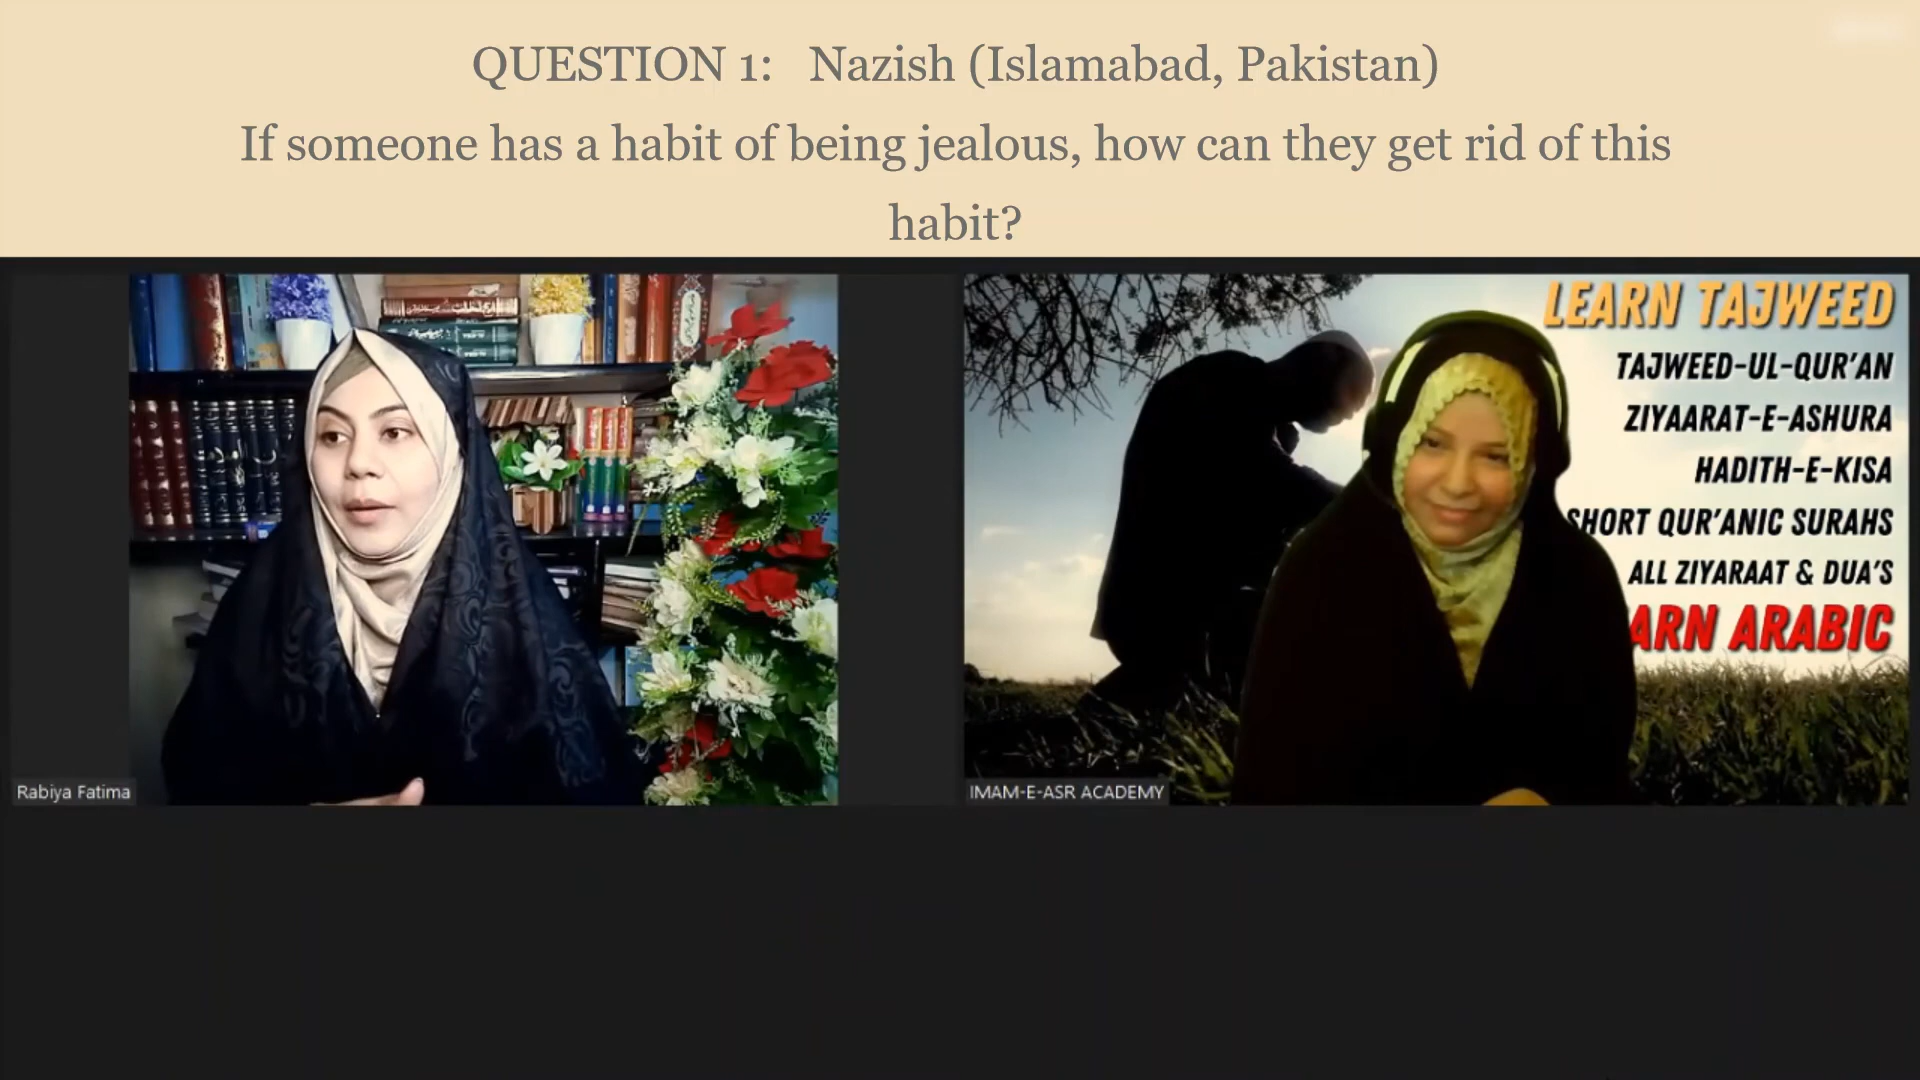 QUESTION 1: Nazish (Islamabad, Pakistan)
If someone has a habit of being jealous, how can they get rid of this
habit?
LEARN TAJWEED
TAJWEED-UL-QUR'AN
ZIYAARAT-E-ASHURA
HADITH-E-KISA
SHORT QUR'ANIC SURAHS
ALL ZIYARAAT & DUA'S
ARN ARABIC
Rabiya Fatima
IMAM-E-ASR ACADEMY